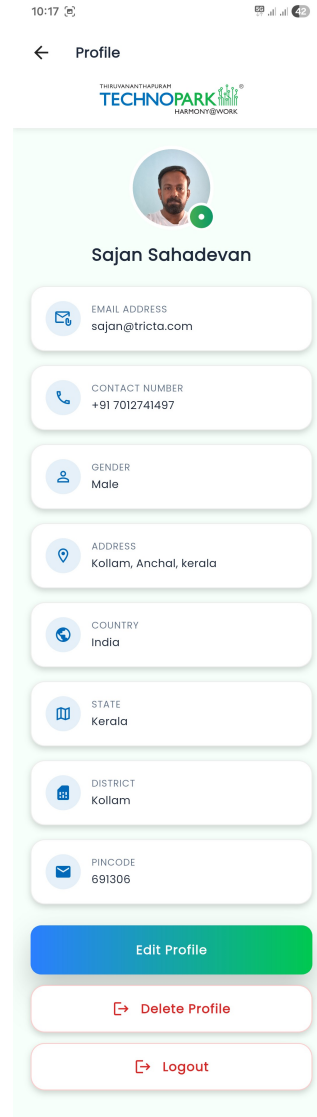 10:17
5G
42
Profile
THIRUVANANTHAPURAM
TECHNOPARK
HARMONY@WORK
Sajan Sahadevan
EMAIL ADDRESS
sajan@tricta.com
CONTACT NUMBER
+91 7012741497
GENDER
Male
ADDRESS
Kollam, Anchal, kerala
COUNTRY
India
STATE
Kerala
DISTRICT
Kollam
PINCODE
691306
Edit Profile
Delete Profile
Logout